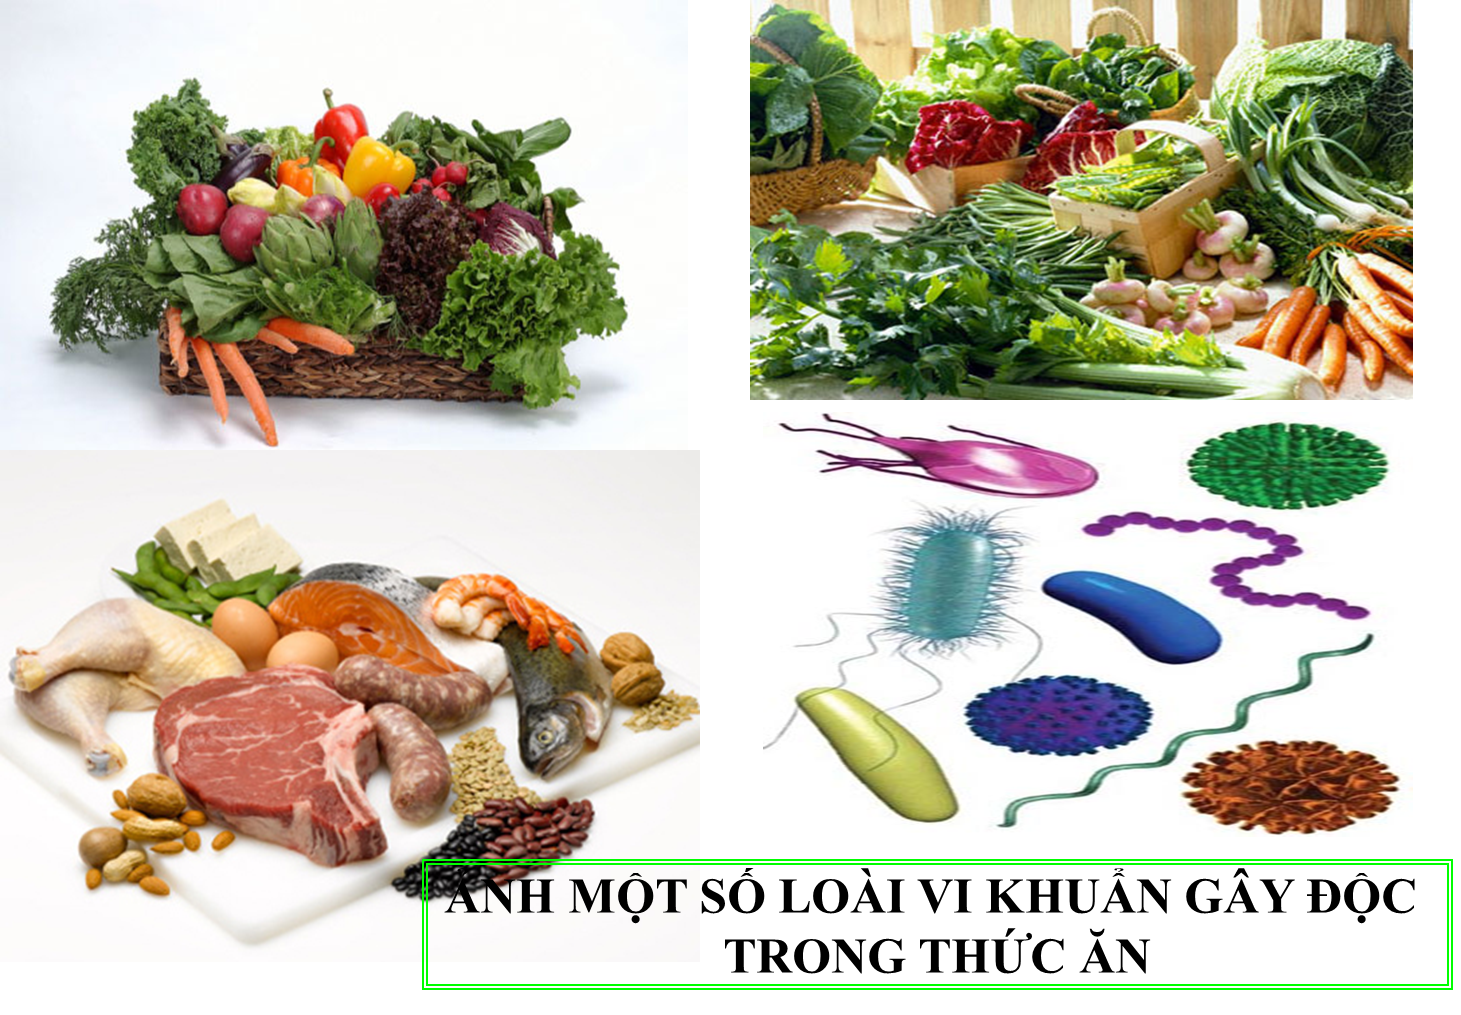 ẢNH MỘT SỐ LOÀI VI KHUẨN GÂY ĐỘC
TRONG THỨC ĂN